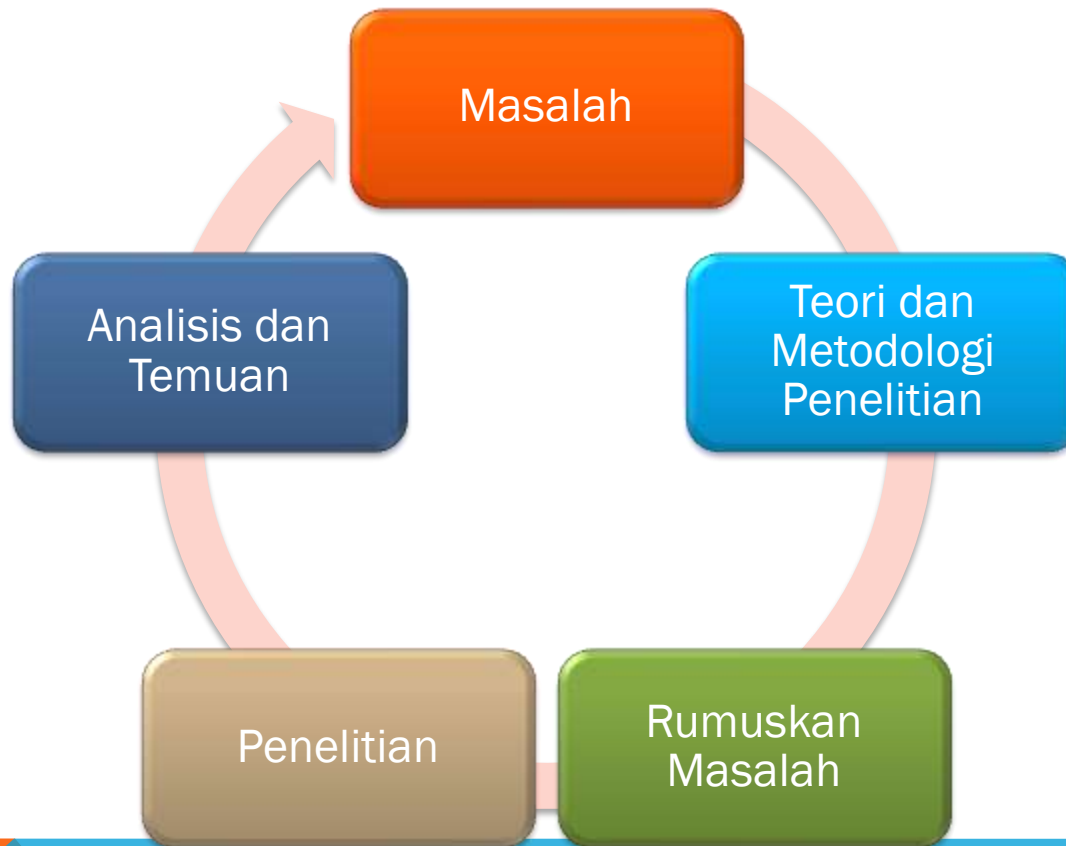 Masalah
Teori dan
Metodologi
Penelitian
Rumuskan
Masalah
Penelitian
Analisis dan
Temuan